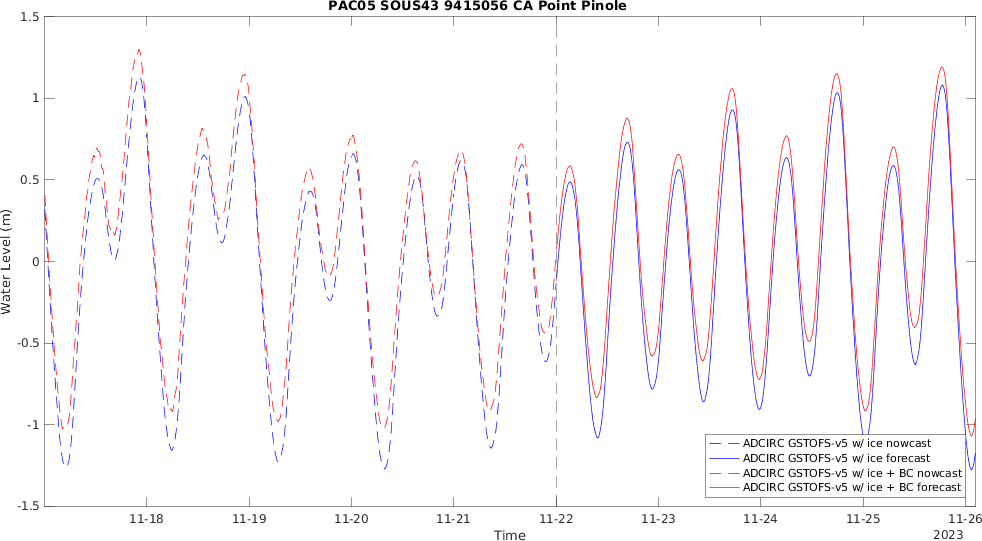 PAC05 SOUS43 9415056 CA Point Pinole
1.5
1
0.5
0
-0.5
-1
-1.5
Water Level (m)
11-18
11-19
11-20
11-21
11-22
11-23
11-24
11-25
11-26
Time
2023
ADCIRC GSTOFS-v5 w/ ice nowcast
ADCIRC GSTOFS-v5 w/ ice forecast
ADCIRC GSTOFS-v5 w/ ice + BC nowcast
ADCIRC GSTOFS-v5 w/ ice + BC forecast